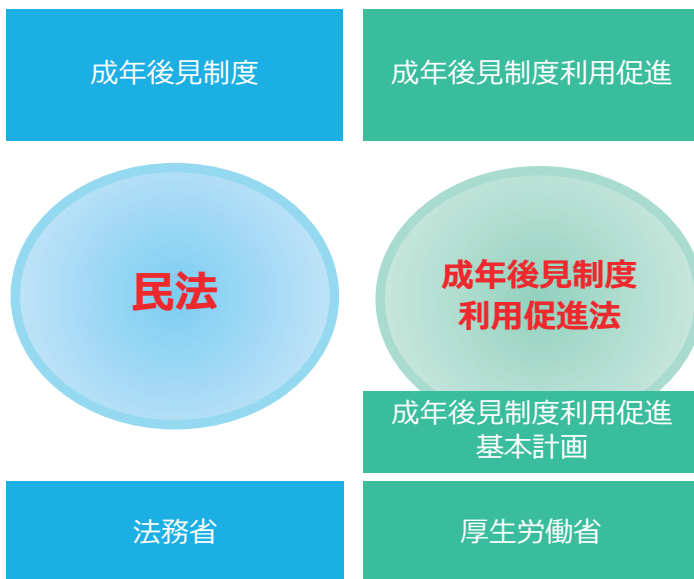 成年後見制度
成年後見制度利用促進
民法
成年後見制度
利用促進法
成年後見制度利用促進
基本計画
法務省
厚生労働省